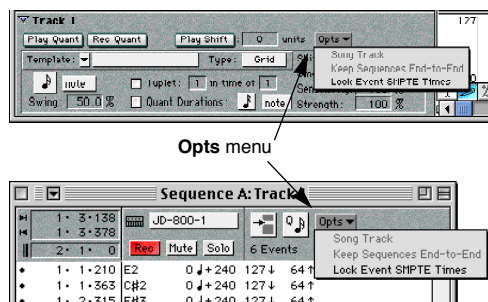 Track 1
127
Play Quant Rec Quant Play Shift : 0 units Opts
Song Track
Template: Type: Grid
Keep Sequences End-to-End
Look Event SMPTE Times
note Tuplet: 1 in time of 1
Swing: 50.0 % Quant Durations: note Strength: 100 %
Opts menu
Sequence A: Track
1· 3·138 JD-800-1 Opts
1· 3·378
Song Track
2· 1· 0 Rec Mute Solo 6 Events
Keep Sequences End-to-End
Lock Event SMPTE Times
1· 1·210 E2 0 240 127↓ 64↑
1· 1·363 C#2 0 240 127↓ 64↑
1· 2·315 E#3 0 240 127↓ 64↑